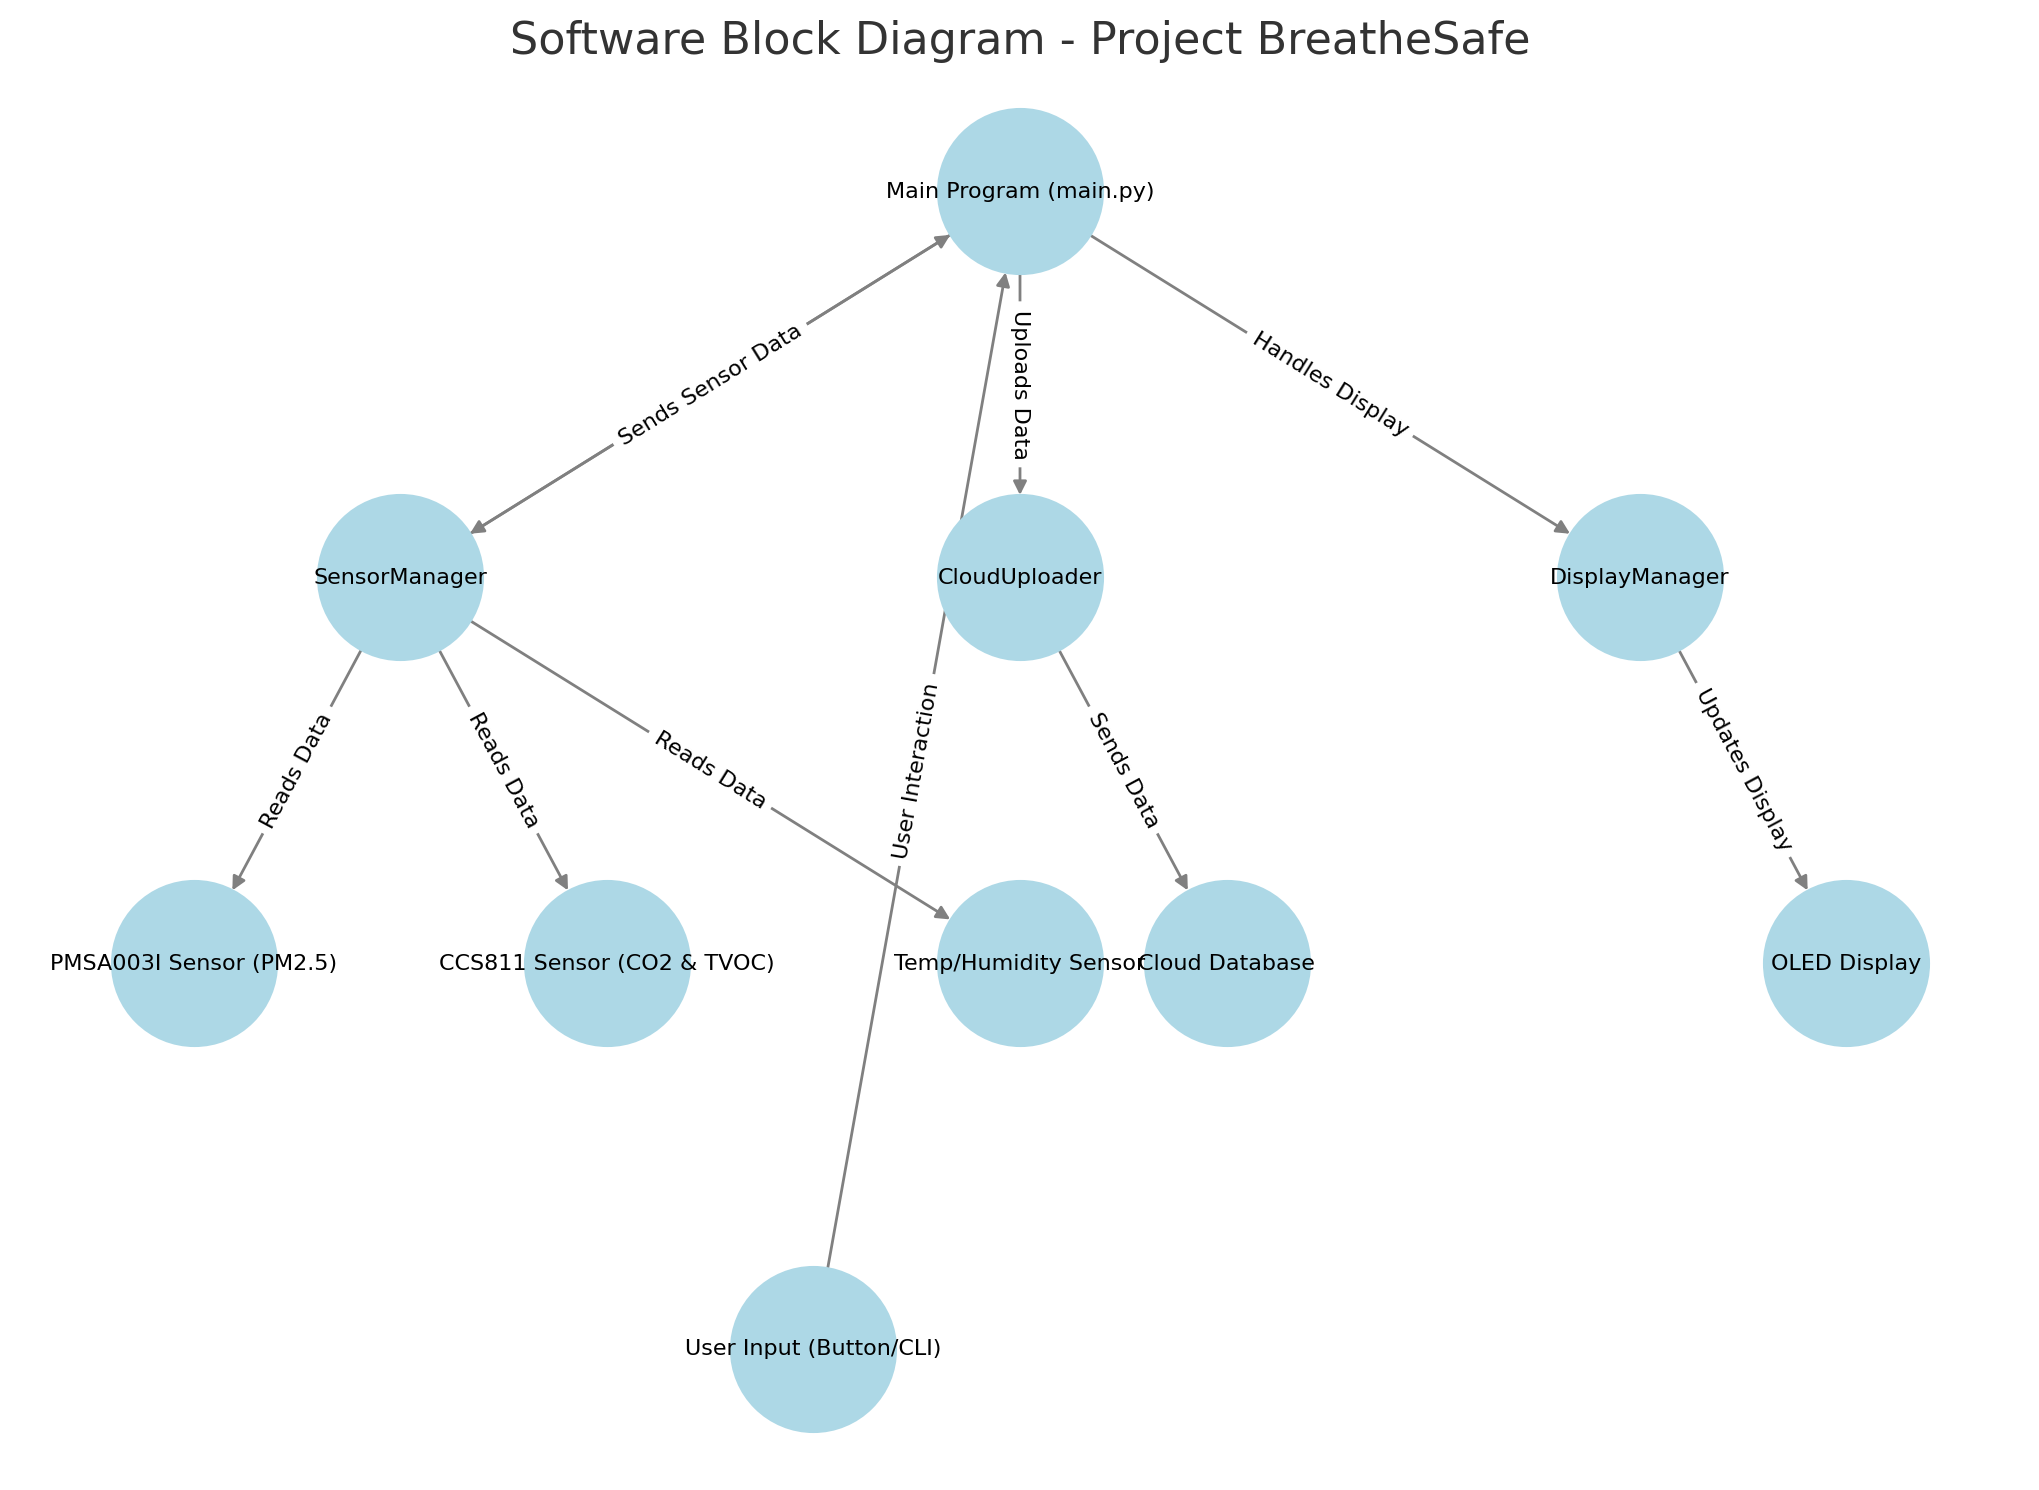 Software Block Diagram - Project BreatheSafe
Main Program (main.py)
Sends Sensor Data
Uploads Data
Handles Display
SensorManager
CloudUploader
DisplayManager
Reads Data
Reads Data
Reads Data
User Interaction
Sends Data
Updates Display
PMSA003I Sensor (PM2.5)
CCS811 Sensor (CO2 & TVOC)
Temp/Humidity Sensor
Cloud Database
OLED Display
User Input (Button/CLI)